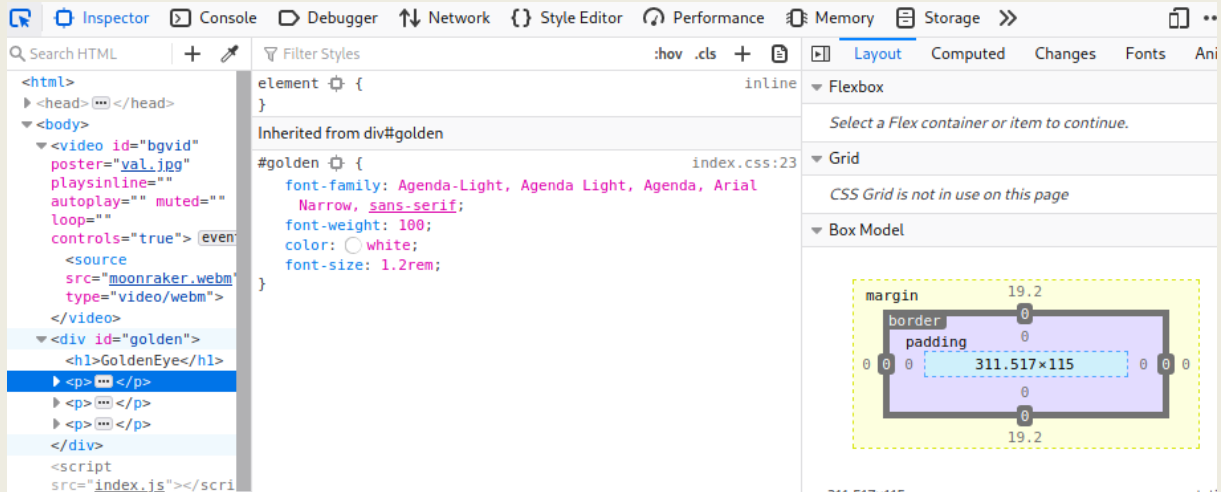 Inspector Console Debugger Network {} Style Editor Performance Memory Storage
Search HTML
<html>
<head> ••• </head>
<body>
<video id="bgvid"
poster="val.jpg"
playsinline=""
autoplay="" muted=""
loop=""
controls="true"> event
<source
src="moonraker.webm"
type="video/webm">
</video>
<div id="golden">
<h1>GoldenEye</h1>
<p> ••• </p>
<p> ••• </p>
<p> ••• </p>
</div>
<script
src="index.js"></scri
Filter Styles :hov .cls +
element { inline
}
Inherited from div#golden
#golden { index.css:23
font-family: Agenda-Light, Agenda Light, Agenda, Arial
Narrow, sans-serif;
font-weight: 100;
color: white;
font-size: 1.2rem;
}
Layout Computed Changes Fonts Ani
Flexbox
Select a Flex container or item to continue.
Grid
CSS Grid is not in use on this page
Box Model
margin 19.2
border 0
padding 0
0 0 0 311.517×115 0 0 0
0
0
19.2